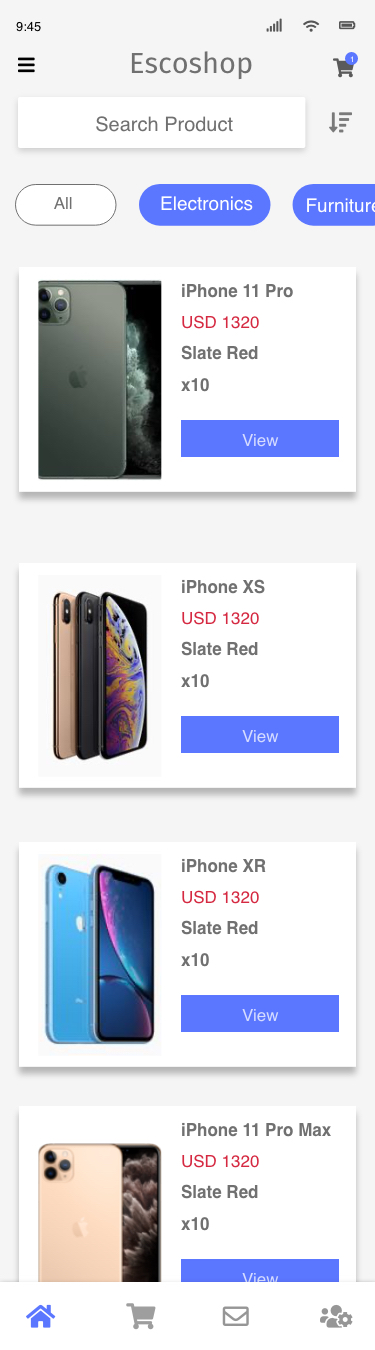 9:45
Escoshop
1
Search Product
All
Electronics
Furniture
iPhone 11 Pro
USD 1320
Slate Red
x10
View
iPhone XS
USD 1320
Slate Red
x10
View
iPhone XR
USD 1320
Slate Red
x10
View
iPhone 11 Pro Max
USD 1320
Slate Red
x10
View